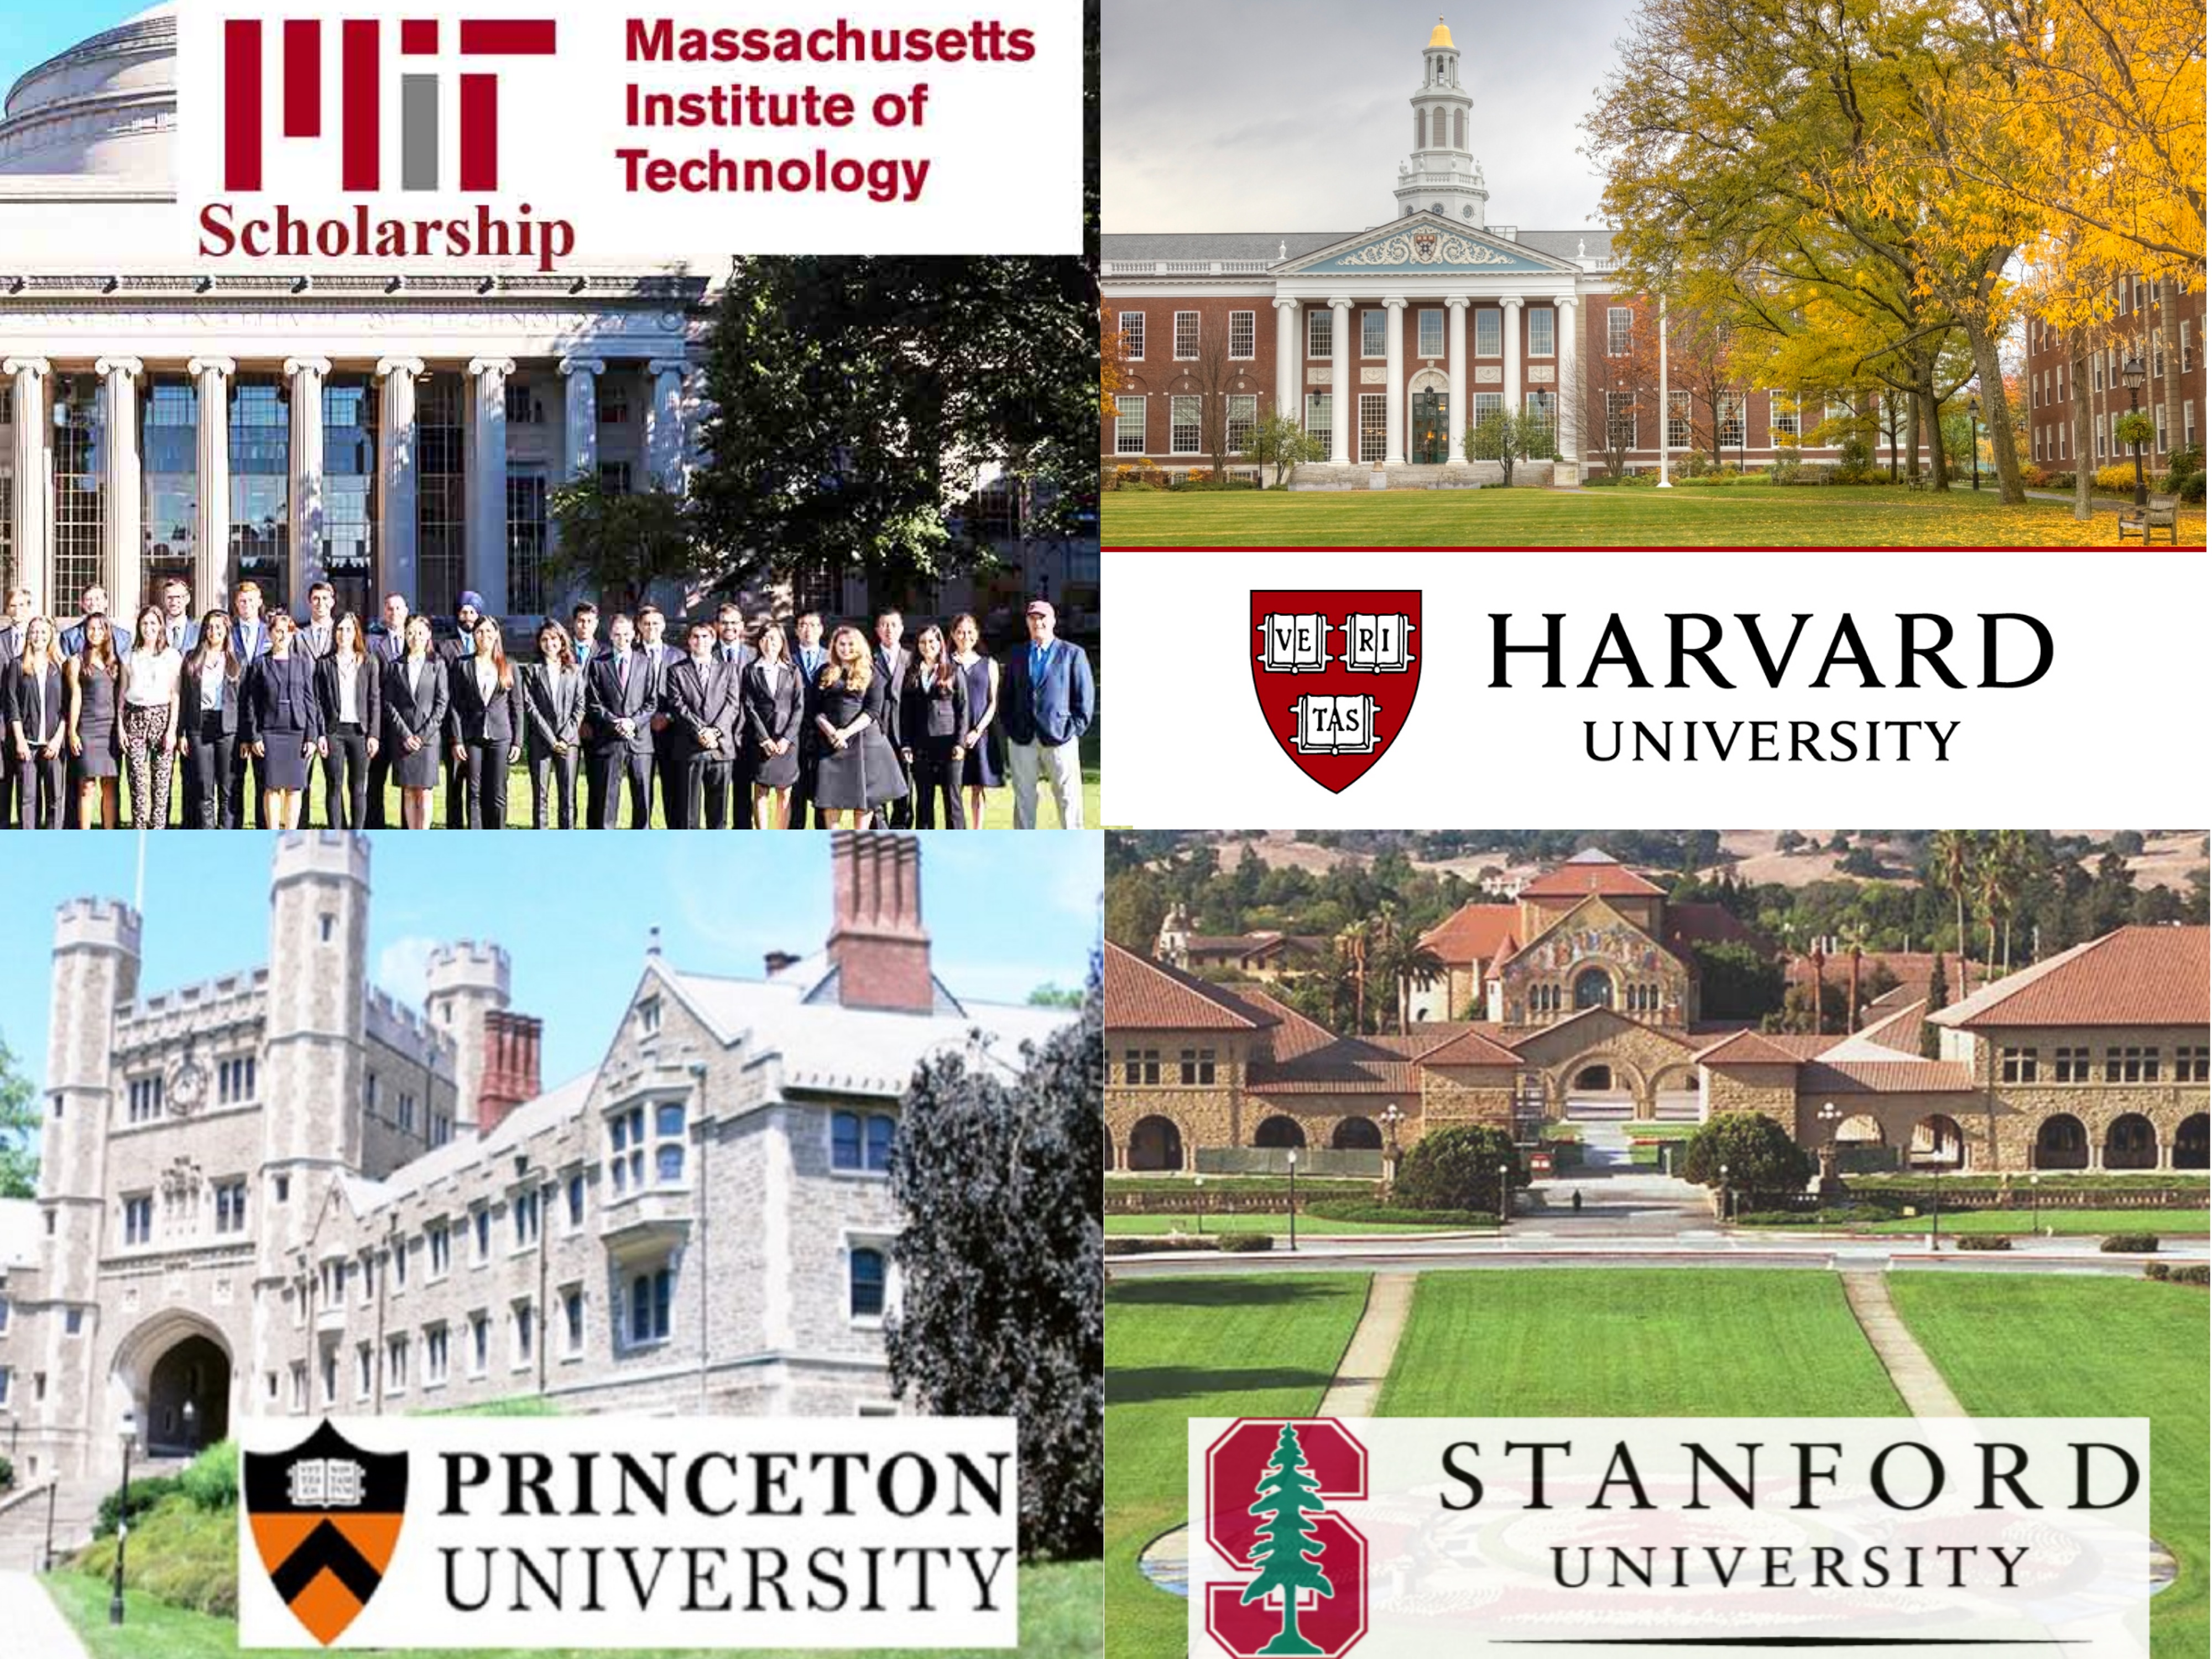 MIT
Scholarship
Massachusetts
Institute of
Technology
VE RI
TAS
HARVARD
UNIVERSITY
PRINCETON
UNIVERSITY
STANFORD
UNIVERSITY